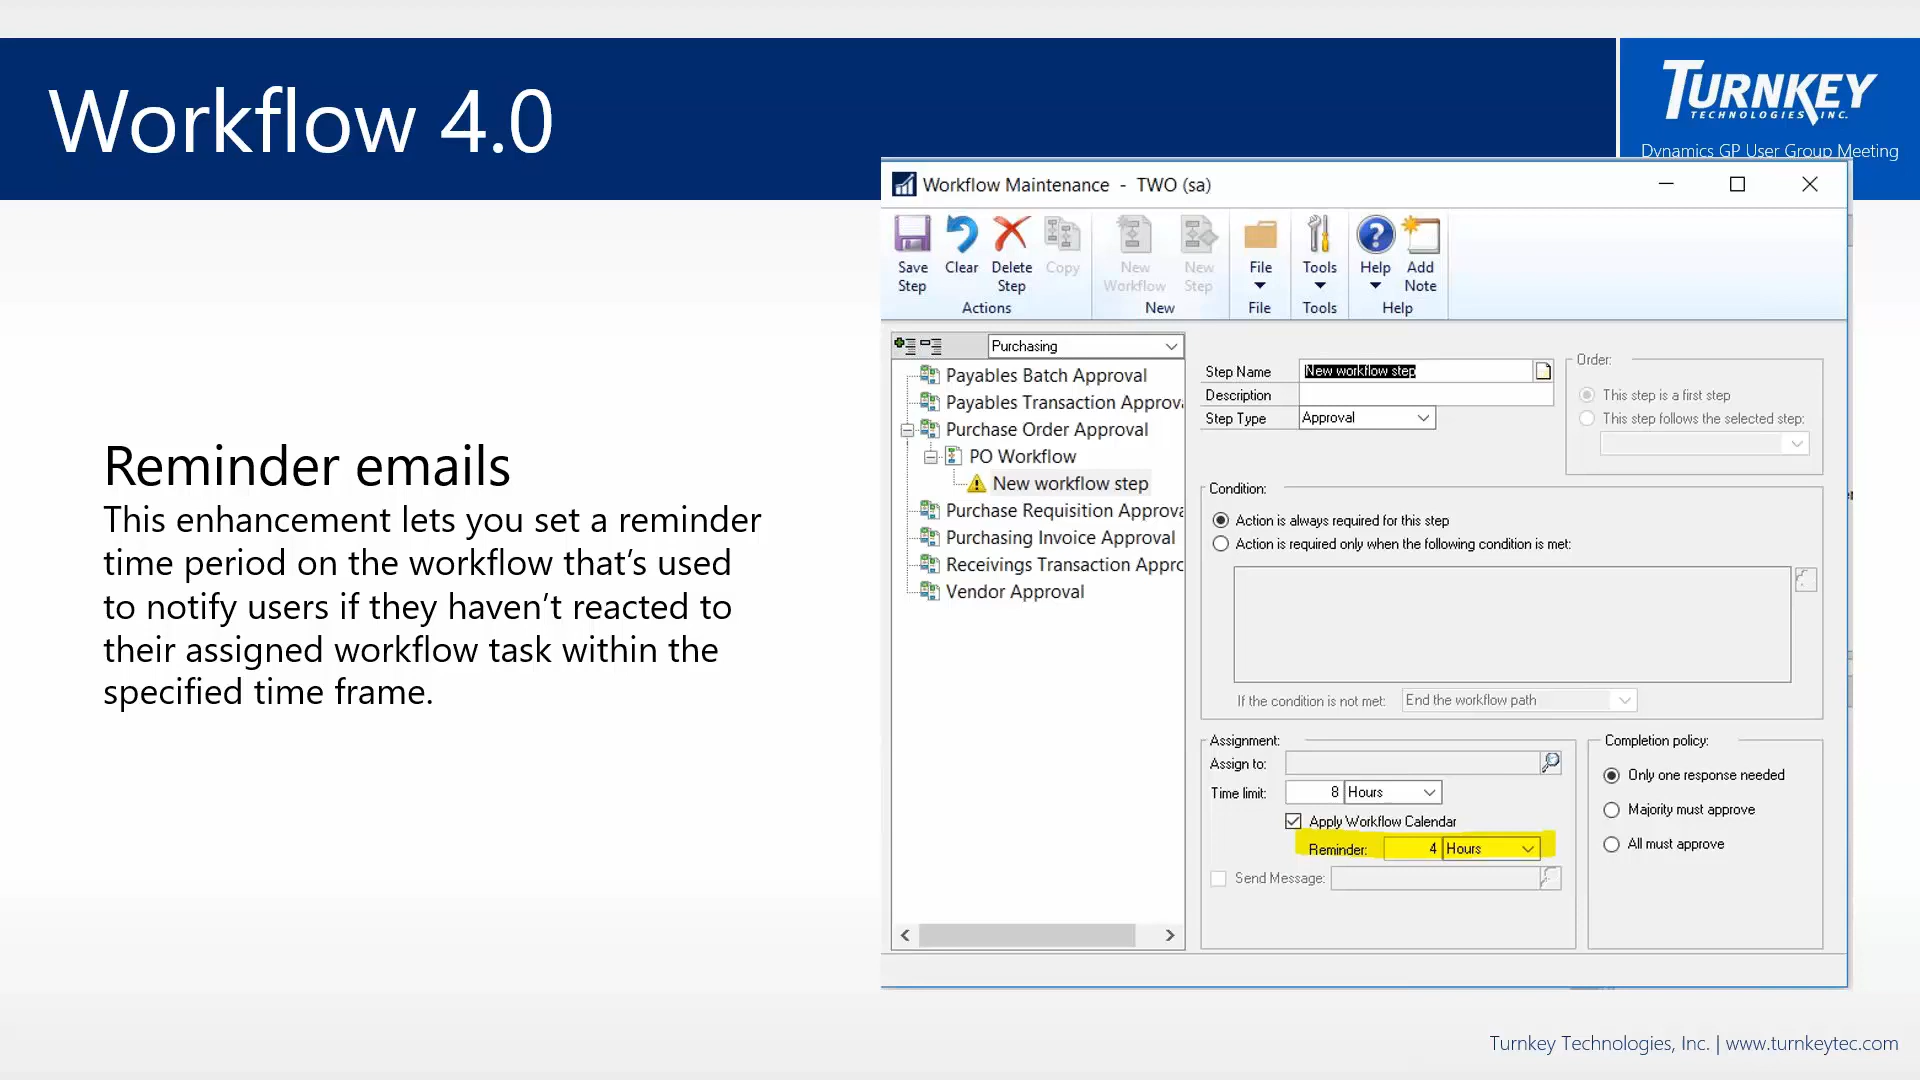 Workflow 4.0
TURNKEY
TECHNOLOGIES, INC.
Dynamics GP User Group Meeting
Reminder emails
This enhancement lets you set a reminder
time period on the workflow that's used
to notify users if they haven't reacted to
their assigned workflow task within the
specified time frame.
Workflow Maintenance - TWO (sa)
Save Step
Clear
Delete Step
Copy
Actions
New Workflow
New Step
New
File
File
Tools
Tools
Help
Add Note
Help
Purchasing
Payables Batch Approval
Payables Transaction Approv
Purchase Order Approval
PO Workflow
New workflow step
Purchase Requisition Approva
Purchasing Invoice Approval
Receivings Transaction Appro
Vendor Approval
Step Name New workflow step
Description
Step Type Approval
Order:
This step is a first step
This step follows the selected step:
Condition:
Action is always required for this step
Action is required only when the following condition is met:
If the condition is not met: End the workflow path
Assignment:
Assign to:
Time limit: 8 Hours
Apply Workflow Calendar
Reminder: 4 Hours
Send Message:
Completion policy:
Only one response needed
Majority must approve
All must approve
Turnkey Technologies, Inc. | www.turnkeytec.com